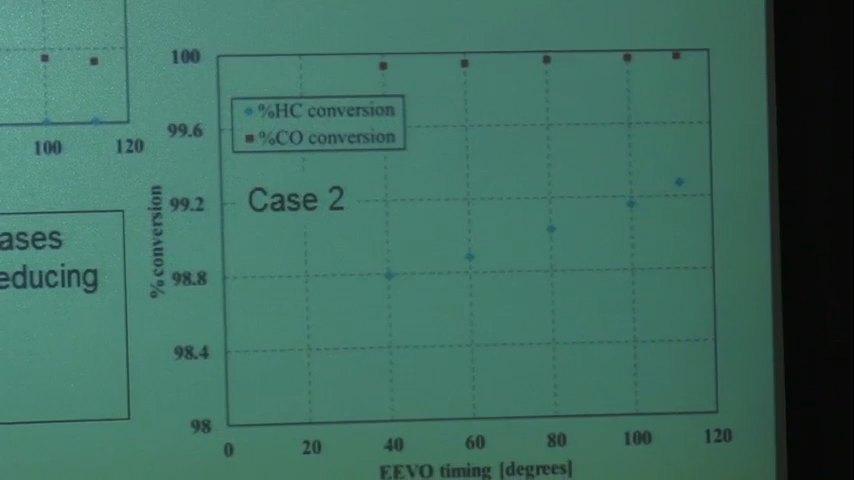 100
120
ases
educing
100
99.6
99.2
98.8
98.4
98
%HC conversion
%CO conversion
Case 2
% conversion
0
20
40
60
80
100
120
EEVO timing [degrees]